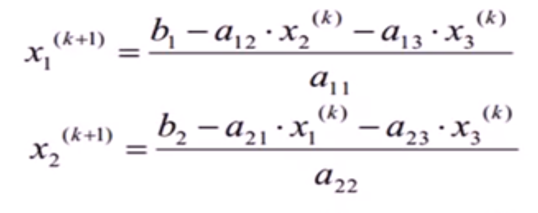 x₁⁽ᵏ⁺¹⁾ = (b₁ − a₁₂ · x₂⁽ᵏ⁾ − a₁₃ · x₃⁽ᵏ⁾) / a₁₁
x₂⁽ᵏ⁺¹⁾ = (b₂ − a₂₁ · x₁⁽ᵏ⁾ − a₂₃ · x₃⁽ᵏ⁾) / a₂₂